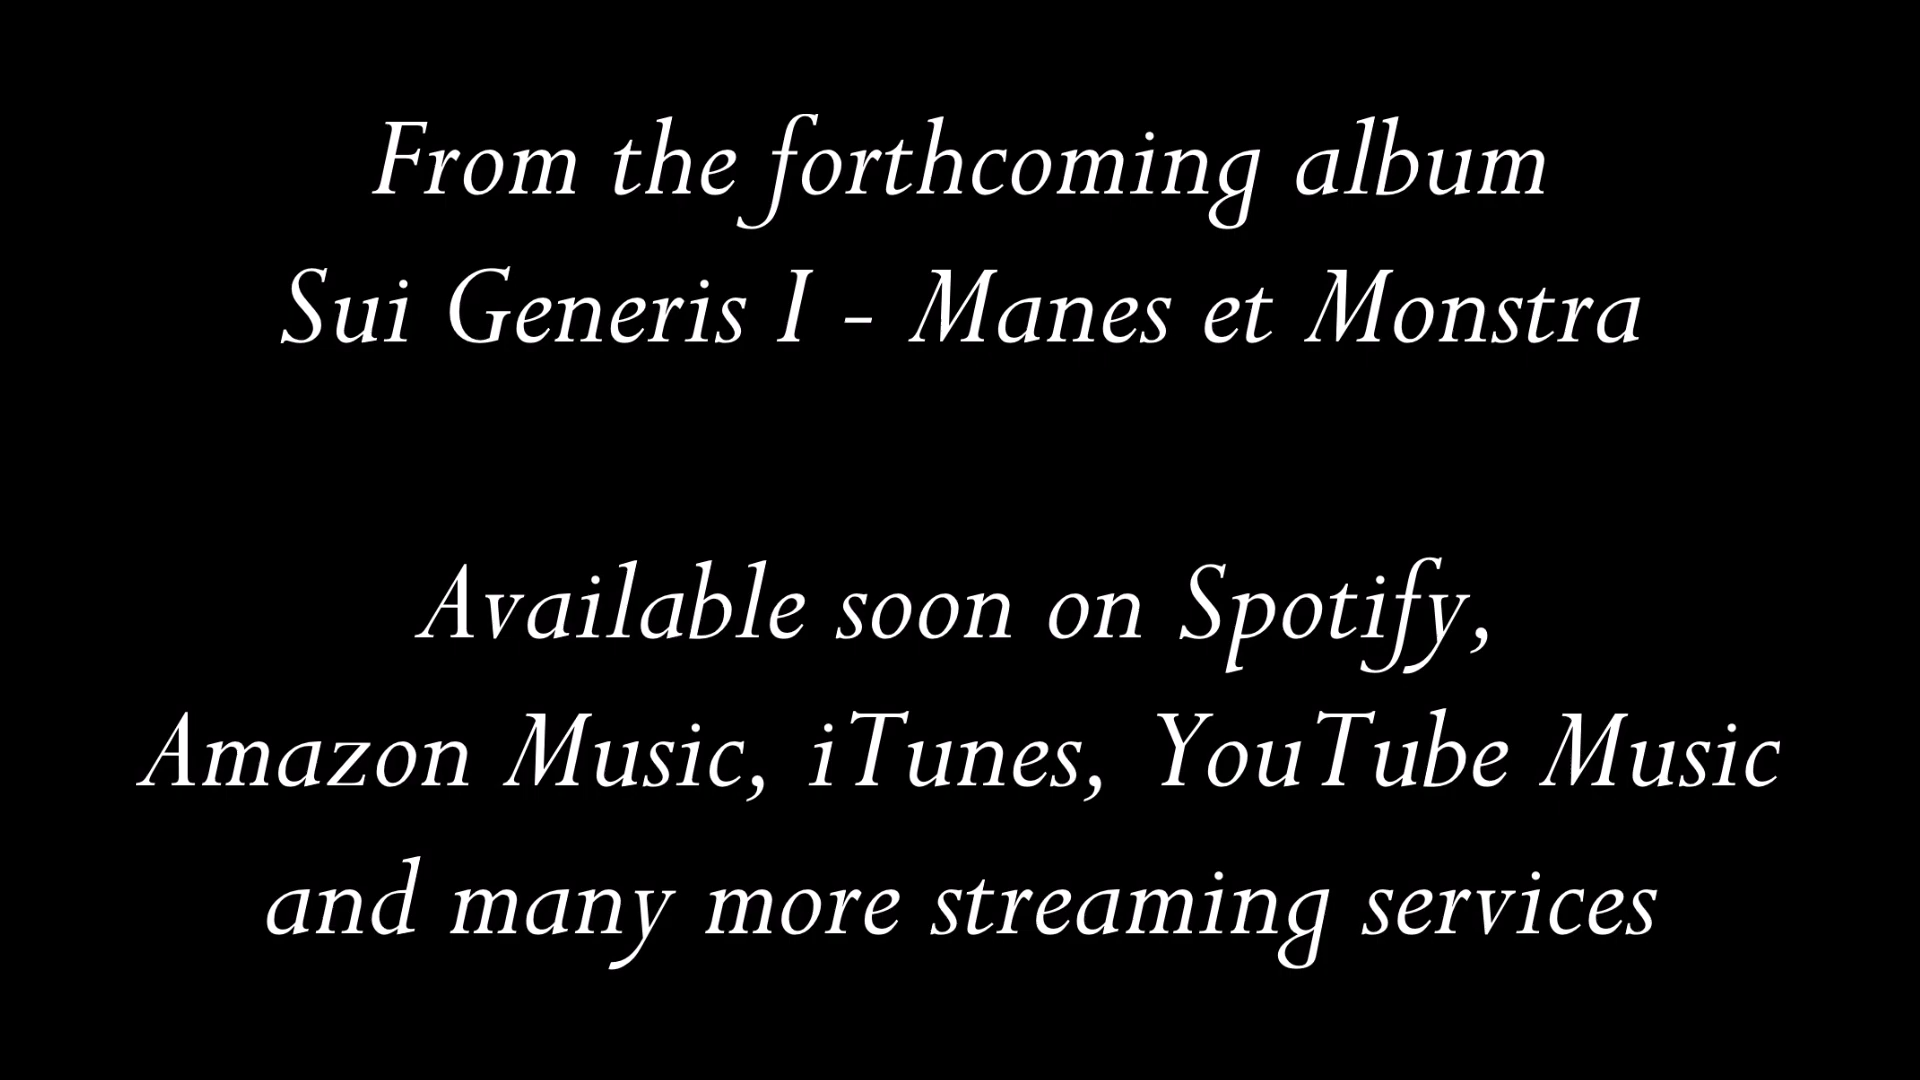 From the forthcoming album
Sui Generis I - Manes et Monstra
Available soon on Spotify,
Amazon Music, iTunes, YouTube Music
and many more streaming services